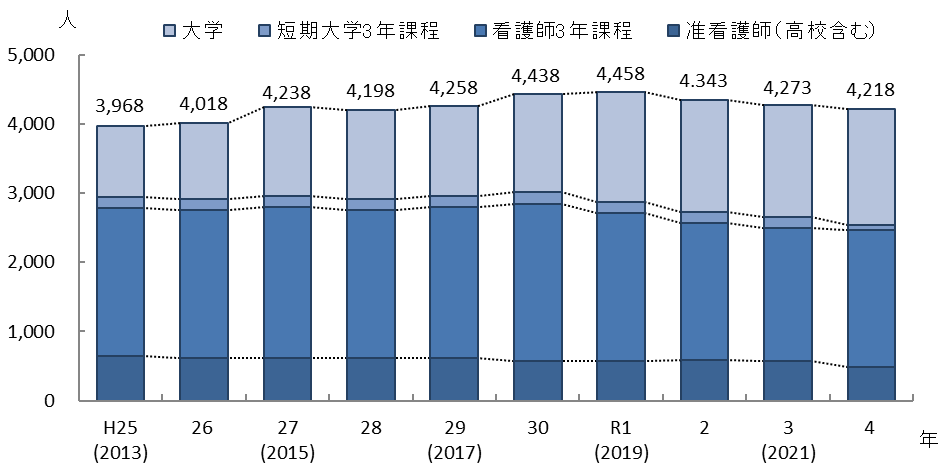 人
大学 短期大学3年課程 看護師3年課程 准看護師(高校含む)
5,000
4,000
3,000
2,000
1,000
0
3,968 4,018 4,238 4,198 4,258 4,438 4,458 4.343 4,273 4,218
H25 26 27 28 29 30 R1 2 3 4
(2013) (2015) (2017) (2019) (2021)
年